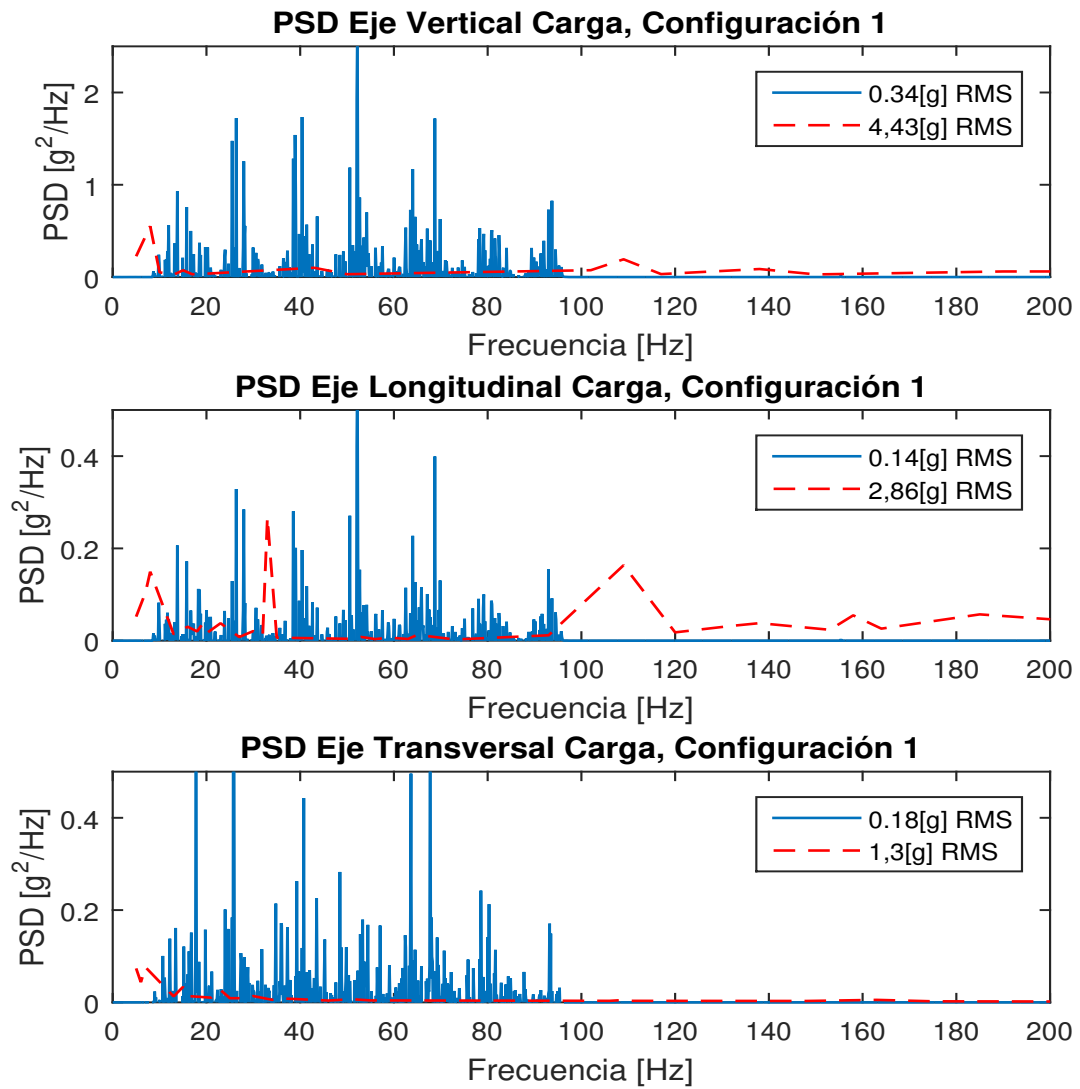 PSD Eje Vertical Carga, Configuración 1
PSD [g²/Hz]
2
1
0
0.34[g] RMS
4,43[g] RMS
0 20 40 60 80 100 120 140 160 180 200
Frecuencia [Hz]
PSD Eje Longitudinal Carga, Configuración 1
PSD [g²/Hz]
0.4
0.2
0
0.14[g] RMS
2,86[g] RMS
0 20 40 60 80 100 120 140 160 180 200
Frecuencia [Hz]
PSD Eje Transversal Carga, Configuración 1
PSD [g²/Hz]
0.4
0.2
0
0.18[g] RMS
1,3[g] RMS
0 20 40 60 80 100 120 140 160 180 200
Frecuencia [Hz]